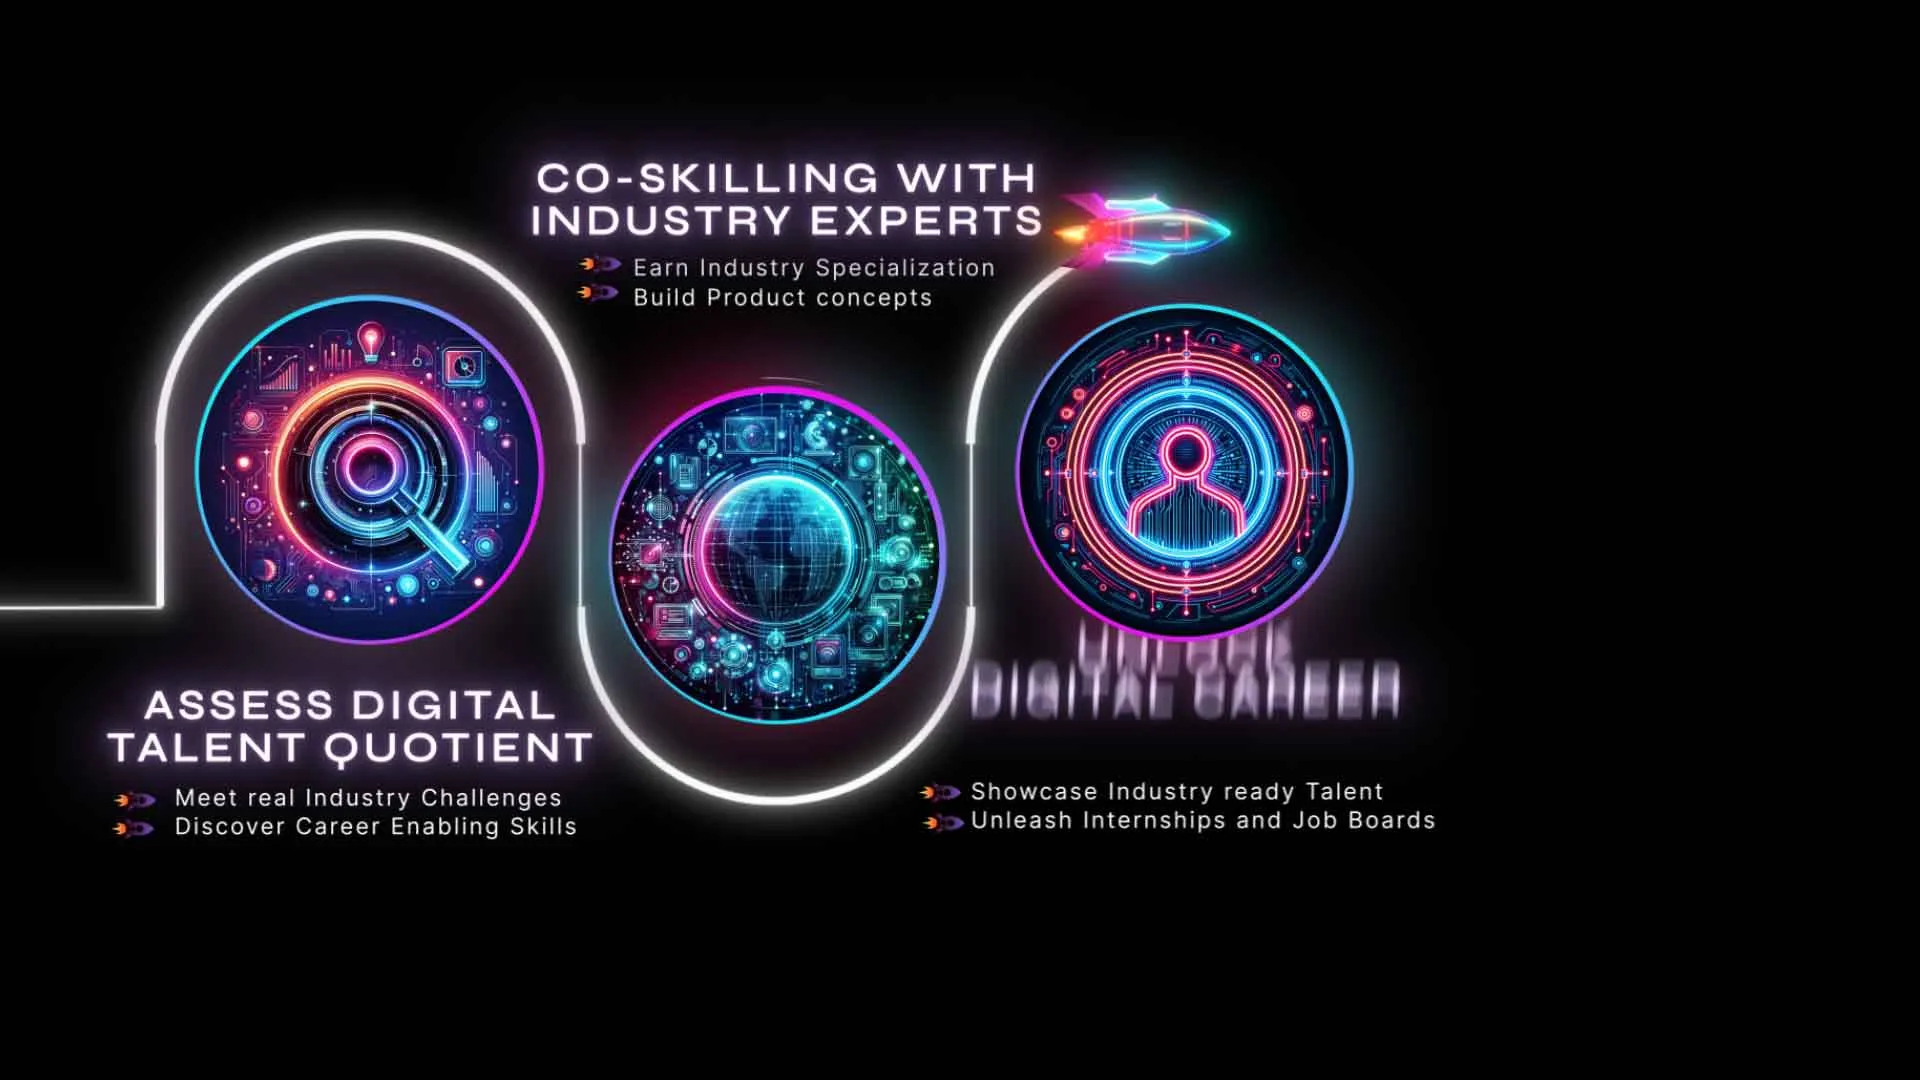 CO-SKILLING WITH
INDUSTRY EXPERTS
Earn Industry Specialization
Build Product concepts
ASSESS DIGITAL
TALENT QUOTIENT
Meet real Industry Challenges
Discover Career Enabling Skills
DIGITAL CAREER
Showcase Industry ready Talent
Unleash Internships and Job Boards